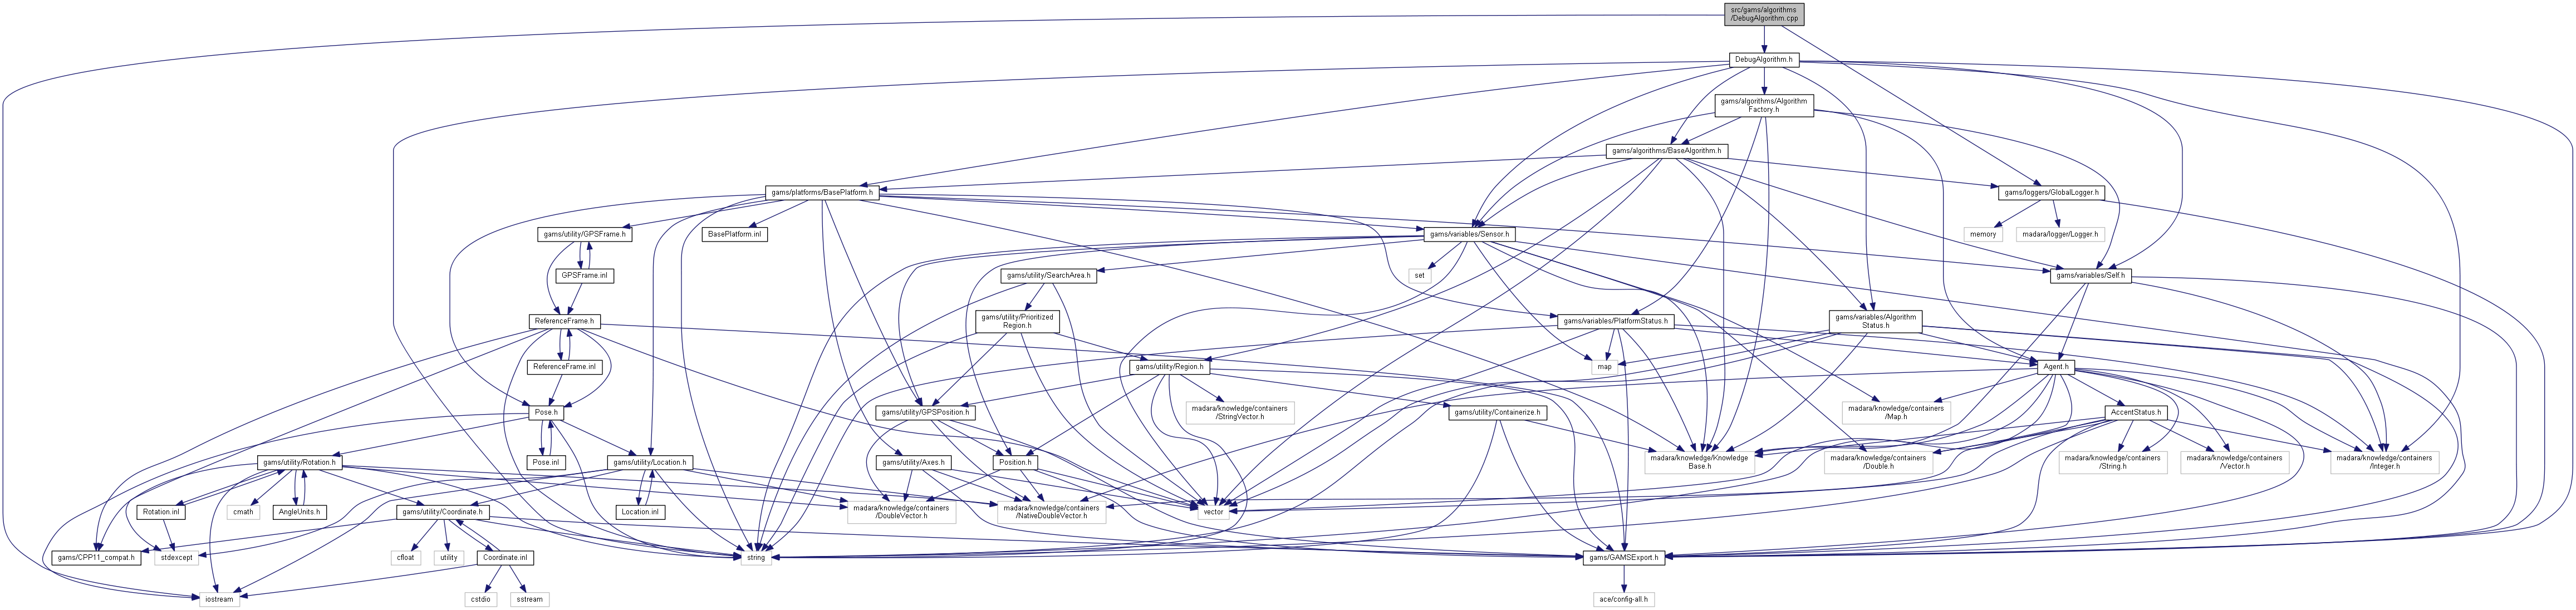 src/gams/algorithms
/DebugAlgorithm.cpp
DebugAlgorithm.h
gams/algorithms/Algorithm
Factory.h
gams/algorithms/BaseAlgorithm.h
gams/platforms/BasePlatform.h
gams/loggers/GlobalLogger.h
gams/utility/GPSFrame.h
BasePlatform.inl
gams/variables/Sensor.h
memory
madara/logger/Logger.h
GPSFrame.inl
gams/utility/SearchArea.h
set
gams/variables/Self.h
ReferenceFrame.h
gams/utility/Prioritized
Region.h
gams/variables/PlatformStatus.h
gams/variables/Algorithm
Status.h
ReferenceFrame.inl
gams/utility/Region.h
map
Agent.h
Pose.h
gams/utility/GPSPosition.h
madara/knowledge/containers
/StringVector.h
gams/utility/Containerize.h
madara/knowledge/containers
/Map.h
AccentStatus.h
gams/utility/Rotation.h
Pose.inl
gams/utility/Location.h
gams/utility/Axes.h
Position.h
madara/knowledge/Knowledge
Base.h
madara/knowledge/containers
/Double.h
madara/knowledge/containers
/String.h
madara/knowledge/containers
/Vector.h
madara/knowledge/containers
/Integer.h
Rotation.inl
cmath
AngleUnits.h
gams/utility/Coordinate.h
Location.inl
madara/knowledge/containers
/DoubleVector.h
madara/knowledge/containers
/NativeDoubleVector.h
vector
gams/CPP11_compat.h
stdexcept
cfloat
utility
Coordinate.inl
string
gams/GAMSExport.h
iostream
cstdio
sstream
ace/config-all.h